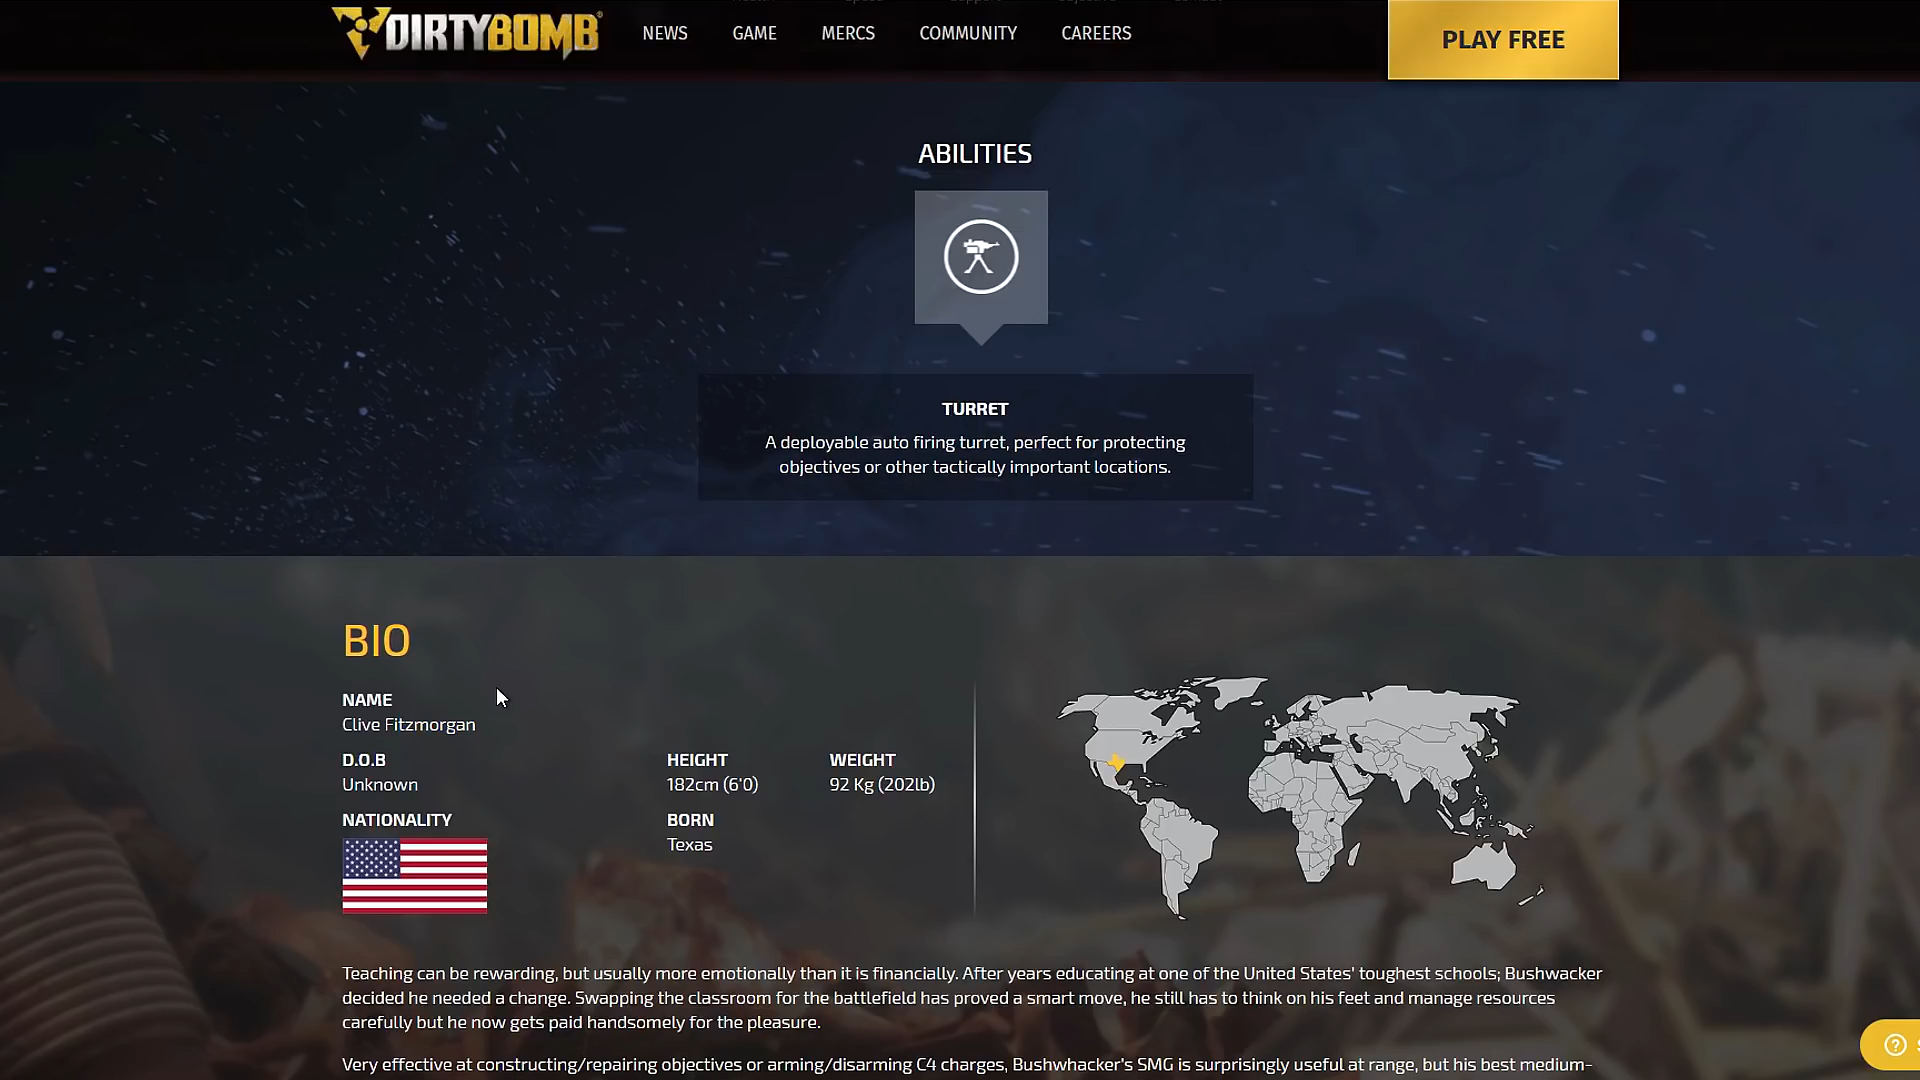 DIRTYBOMB
NEWS GAME MERCS COMMUNITY CAREERS
PLAY FREE
ABILITIES
TURRET
A deployable auto firing turret, perfect for protecting
objectives or other tactically important locations.
BIO
NAME
Clive Fitzmorgan
D.O.B HEIGHT WEIGHT
Unknown 182cm (6'0) 92 Kg (202lb)
NATIONALITY BORN
Texas
Teaching can be rewarding, but usually more emotionally than it is financially. After years educating at one of the United States' toughest schools; Bushwacker
decided he needed a change. Swapping the classroom for the battlefield has proved a smart move, he still has to think on his feet and manage resources
carefully but he now gets paid handsomely for the pleasure.
Very effective at constructing/repairing objectives or arming/disarming C4 charges, Bushwhacker's SMG is surprisingly useful at range, but his best medium-